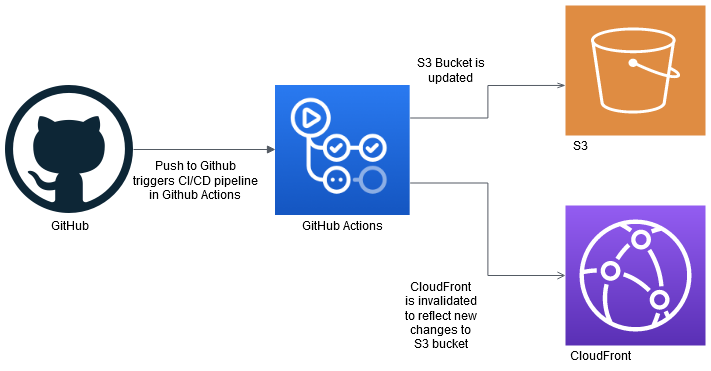 S3 Bucket is
updated
S3
Push to Github
triggers CI/CD pipeline
in Github Actions
GitHub
GitHub Actions
CloudFront
is invalidated
to reflect new
changes to
S3 bucket
CloudFront